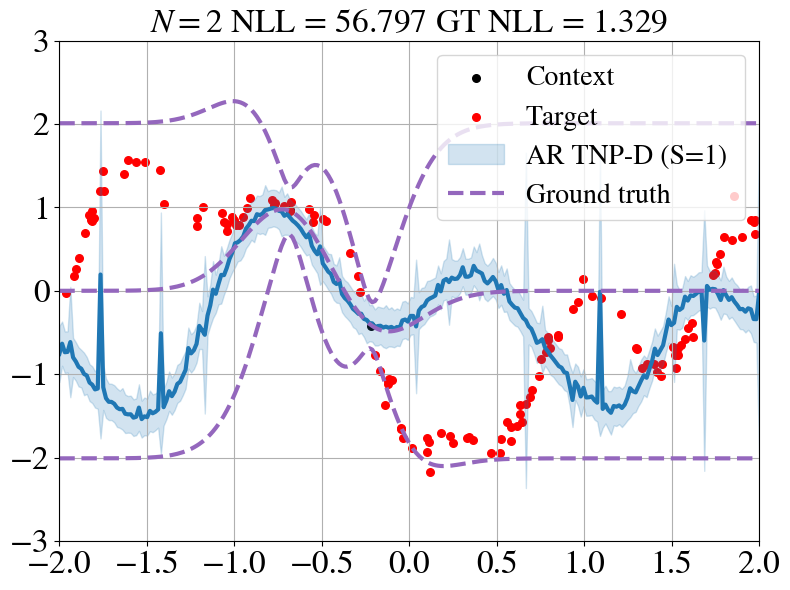 N = 2 NLL = 56.797 GT NLL = 1.329
3
2
1
0
−1
−2
−3
Context
Target
AR TNP-D (S=1)
Ground truth
−2.0 −1.5 −1.0 −0.5 0.0 0.5 1.0 1.5 2.0